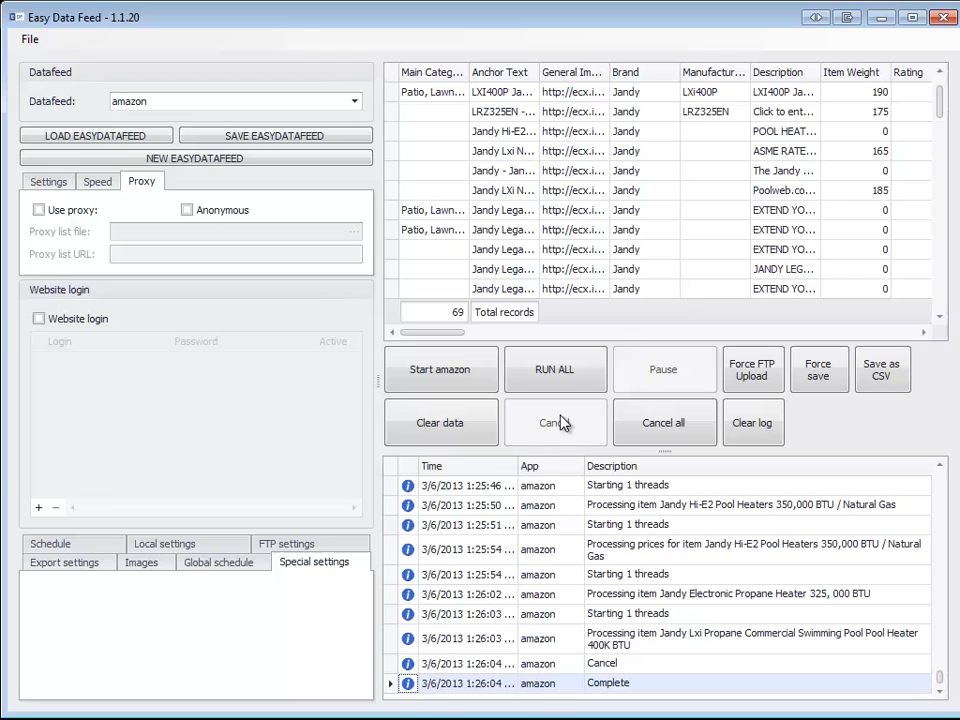 Easy Data Feed - 1.1.20
File
Datafeed
Datafeed: amazon
LOAD EASYDATAFEED SAVE EASYDATAFEED
NEW EASYDATAFEED
Settings Speed Proxy
Use proxy: Anonymous
Proxy list file:
Proxy list URL:
Website login
Website login
Login Password Active
Schedule Local settings FTP settings
Export settings Images Global schedule Special settings
Main Categ... Anchor Text General Im... Brand Manufactur... Description Item Weight Rating
Patio, Lawn... LXI400P Ja... http://ecx.i... Jandy LXi400P LXI400P Ja... 190
LRZ325EN -... http://ecx.i... Jandy LRZ325EN Click to ent... 175
Jandy Hi-E2... http://ecx.i... Jandy POOL HEAT... 0
Jandy Lxi N... http://ecx.i... Jandy ASME RATE... 165
Jandy - Jan... http://ecx.i... Jandy The Jandy ... 0
Jandy LXi N... http://ecx.i... Jandy Poolweb.co... 185
Patio, Lawn... Jandy Lega... http://ecx.i... Jandy EXTEND YO... 0
Patio, Lawn... Jandy Lega... http://ecx.i... Jandy EXTEND YO... 0
Jandy Lega... http://ecx.i... Jandy EXTEND YO... 0
Jandy Lega... http://ecx.i... Jandy JANDY LEG... 0
Jandy Lega... http://ecx.i... Jandy EXTEND YO... 0
69 Total records
Start amazon RUN ALL Pause Force FTP Upload Force save Save as CSV
Clear data Cancel all Clear log
Time App Description
3/6/2013 1:25:46 ... amazon Starting 1 threads
3/6/2013 1:25:50 ... amazon Processing item Jandy Hi-E2 Pool Heaters 350,000 BTU / Natural Gas
3/6/2013 1:25:51 ... amazon Starting 1 threads
3/6/2013 1:25:54 ... amazon Processing prices for item Jandy Hi-E2 Pool Heaters 350,000 BTU / Natural
Gas
3/6/2013 1:25:54 ... amazon Starting 1 threads
3/6/2013 1:26:02 ... amazon Processing item Jandy Electronic Propane Heater 325, 000 BTU
3/6/2013 1:26:03 ... amazon Starting 1 threads
3/6/2013 1:26:03 ... amazon Processing item Jandy Lxi Propane Commercial Swimming Pool Pool Heater
400K BTU
3/6/2013 1:26:04 ... amazon Cancel
3/6/2013 1:26:04 ... amazon Complete